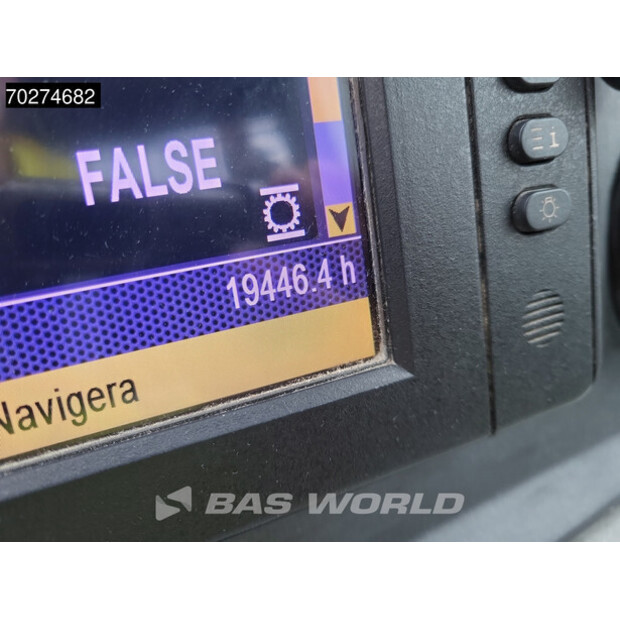 70274682
FALSE
19446.4 h
Navigera
i
BAS WORLD